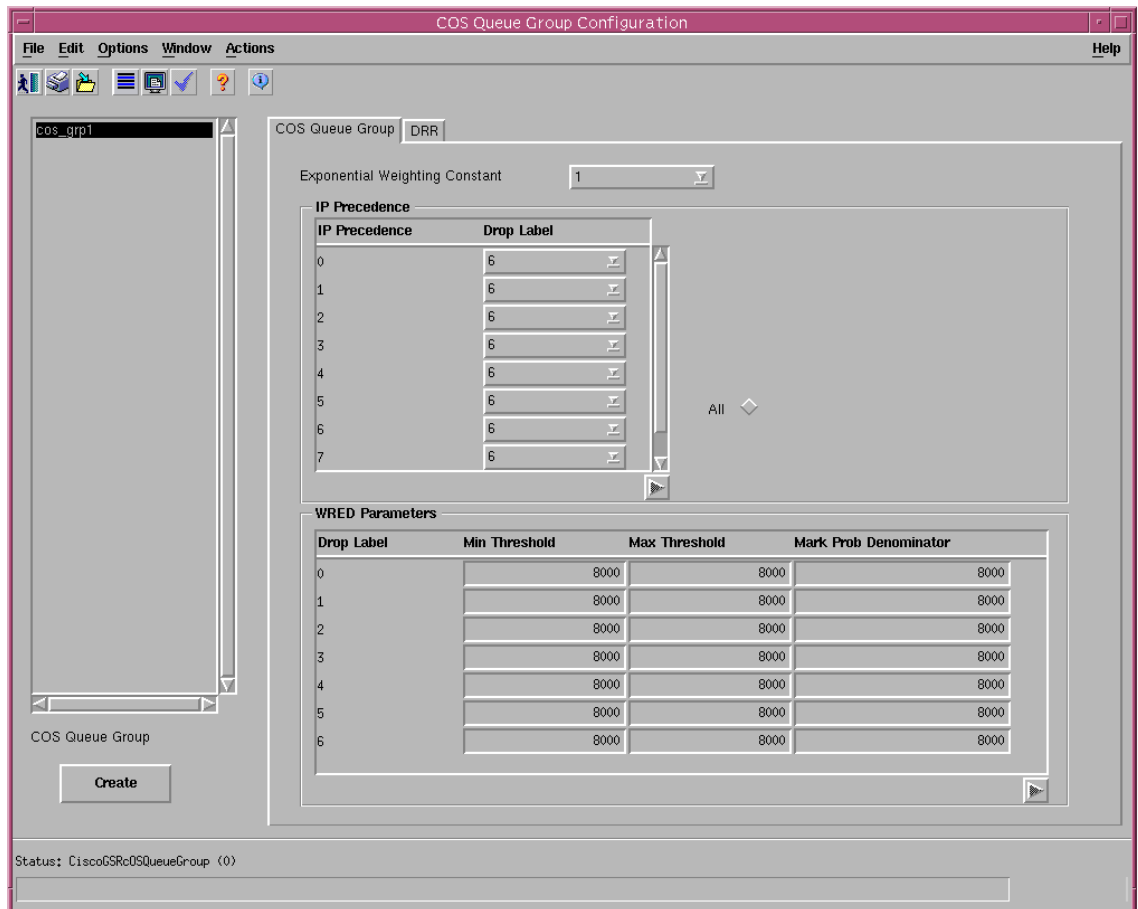 COS Queue Group Configuration
File Edit Options Window Actions Help
cos_grp1
COS Queue Group DRR
Exponential Weighting Constant 1
IP Precedence
IP Precedence Drop Label
0 6
1 6
2 6
3 6
4 6
5 6
6 6
7 6
All
WRED Parameters
Drop Label Min Threshold Max Threshold Mark Prob Denominator
0 8000 8000 8000
1 8000 8000 8000
2 8000 8000 8000
3 8000 8000 8000
4 8000 8000 8000
5 8000 8000 8000
6 8000 8000 8000
COS Queue Group
Create
Status: CiscoGSRcOSQueueGroup (0)